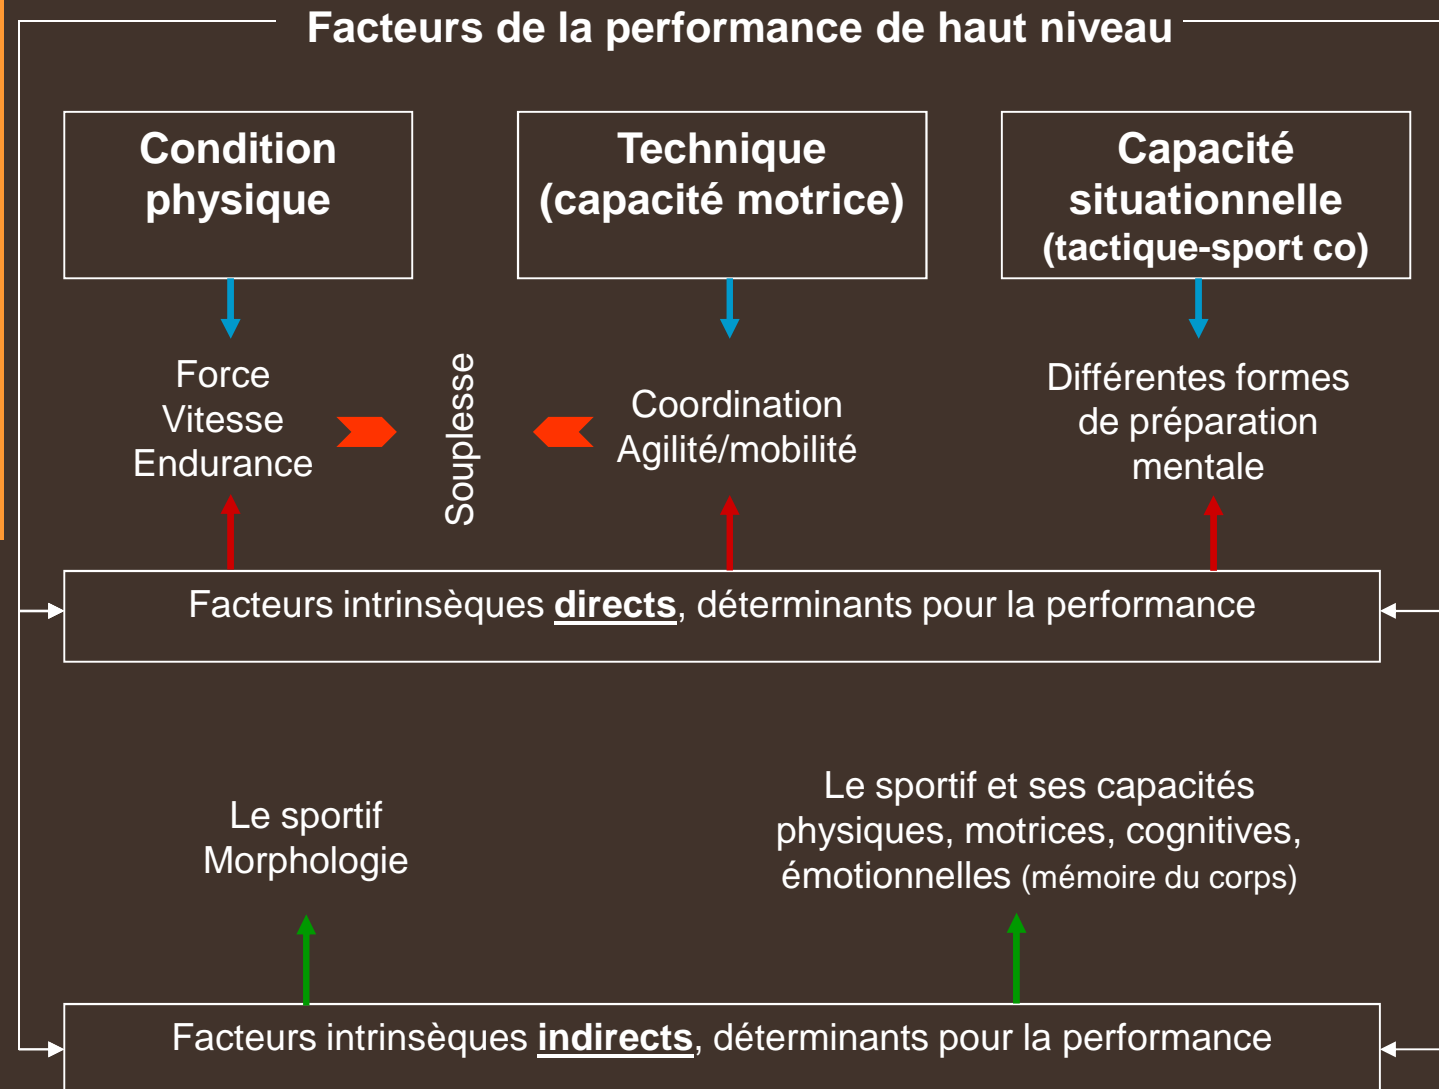 Facteurs de la performance de haut niveau
Condition
physique
Technique
(capacité motrice)
Capacité
situationnelle
(tactique-sport co)
Force
Vitesse
Endurance
Souplesse
Coordination
Agilité/mobilité
Différentes formes
de préparation
mentale
Facteurs intrinsèques directs, déterminants pour la performance
Le sportif
Morphologie
Le sportif et ses capacités
physiques, motrices, cognitives,
émotionnelles (mémoire du corps)
Facteurs intrinsèques indirects, déterminants pour la performance